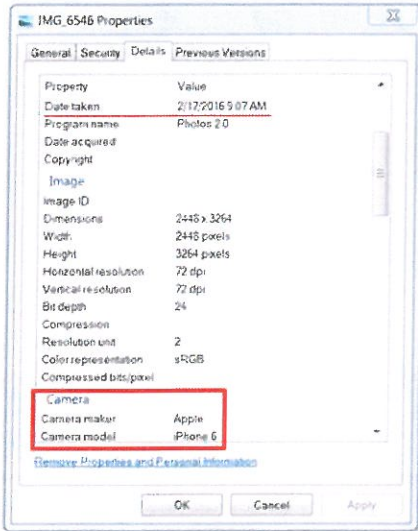 IMG_6546 Properties
General Security Details Previous Versions
Property Value
Date taken 2/17/2016 9:07 AM
Program name Photos 2.0
Date acquired
Copyright
Image
Image ID
Dimensions 2448 x 3264
Width 2448 pixels
Height 3264 pixels
Horizontal resolution 72 dpi
Vertical resolution 72 dpi
Bit depth 24
Compression
Resolution unit 2
Color representation sRGB
Compressed bits/pixel
Camera
Camera maker Apple
Camera model iPhone 6
Remove Properties and Personal Information
OK Cancel Apply